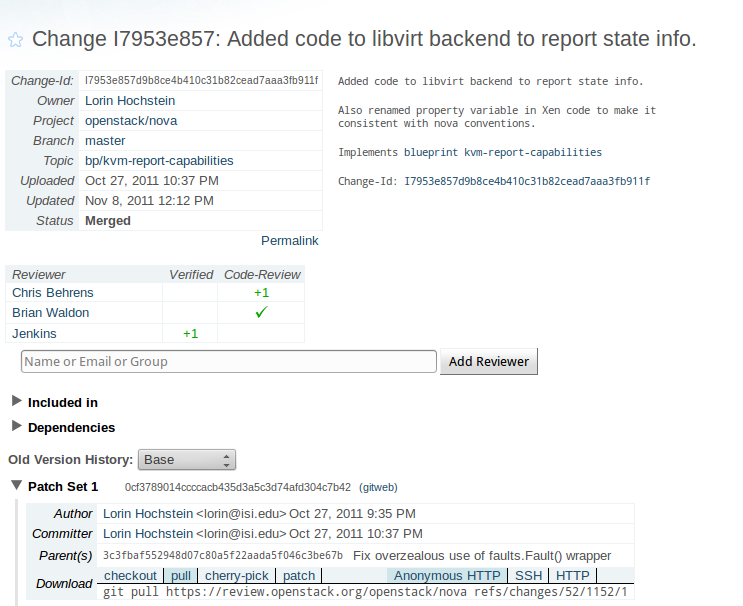 Change I7953e857: Added code to libvirt backend to report state info.
Change-Id: I7953e857d9b8ce4b410c31b82cead7aaa3fb911f
Owner Lorin Hochstein
Project openstack/nova
Branch master
Topic bp/kvm-report-capabilities
Uploaded Oct 27, 2011 10:37 PM
Updated Nov 8, 2011 12:12 PM
Status Merged
Permalink
Added code to libvirt backend to report state info.
Also renamed property variable in Xen code to make it
consistent with nova conventions.
Implements blueprint kvm-report-capabilities
Change-Id: I7953e857d9b8ce4b410c31b82cead7aaa3fb911f
Reviewer Verified Code-Review
Chris Behrens +1
Brian Waldon ✓
Jenkins +1
Name or Email or Group Add Reviewer
Included in
Dependencies
Old Version History: Base
Patch Set 1 0cf3789014ccccacb435d3a5c3d74afd304c7b42 (gitweb)
Author Lorin Hochstein <lorin@isi.edu> Oct 27, 2011 9:35 PM
Committer Lorin Hochstein <lorin@isi.edu> Oct 27, 2011 10:37 PM
Parent(s) 3c3fbaf552948d07c80a5f22aada5f046c3be67b Fix overzealous use of faults.Fault() wrapper
Download checkout pull cherry-pick patch Anonymous HTTP SSH HTTP
git pull https://review.openstack.org/openstack/nova refs/changes/52/1152/1